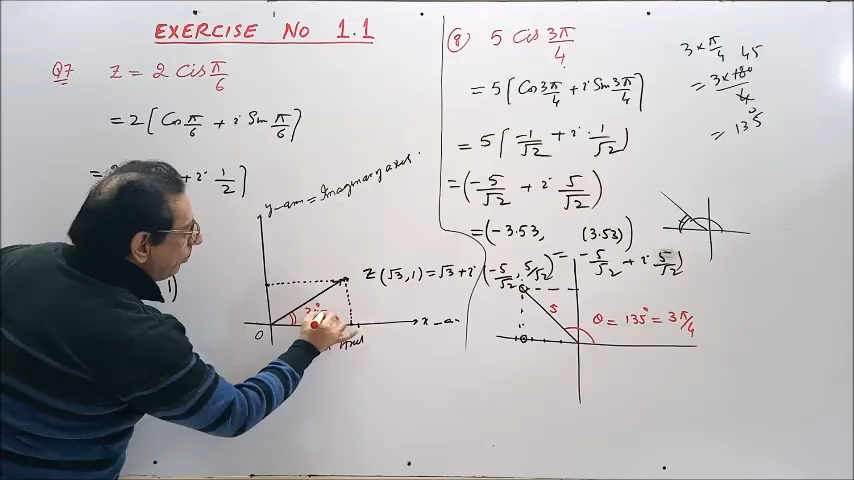 EXERCISE No 1.1
Q7 Z = 2 Cis π/6
= 2 [ Cos π/6 + i Sin π/6 ]
+ i 1/2 ]
y-axis = Imaginary axis
Z (√3, 1) = √3 + i
O
x
⑧ 5 Cis 3π/4
= 5 [ Cos 3π/4 + i Sin 3π/4 ]
= 5 [ -1/√2 + i · 1/√2 ]
= (-5/√2 + i 5/√2)
= (-3.53, (3.53))
(-5/√2, 5/√2) = -5/√2 + i 5/√2
5
θ = 135° = 3π/4
3 × π/4 45
= 3×180/4
= 135°